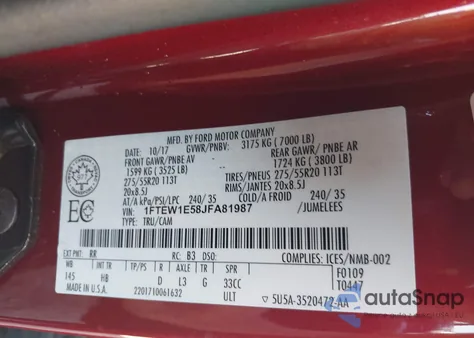 MFD. BY FORD MOTOR COMPANY
DATE: 10/17 GVWR/PNBV: 3175 KG ( 7000 LB)
FRONT GAWR/PNBE AV REAR GAWR/ PNBE AR
1599 KG ( 3525 LB) 1724 KG ( 3800 LB)
275/55R20 113T TIRES/PNEUS 275/55R20 113T
20x8.5J RIMS/JANTES 20x8.5J
AT/A kPa/PSI/LPC 240/ 35 COLD/A FROID 240/ 35
VIN: 1FTEW1E58JFA81987 /JUMELEES
TYPE: TRU/CAM
EC
EXT PNT: RR RC: B3 DSO: COMPLIES: ICES/NMB-002
WB INT TR TP/PS R AXLE TR SPR F0109
145 HB D L3 G 33CC T0447
2201710061632 ULT 5U5A-3520472-AA
autoSnap